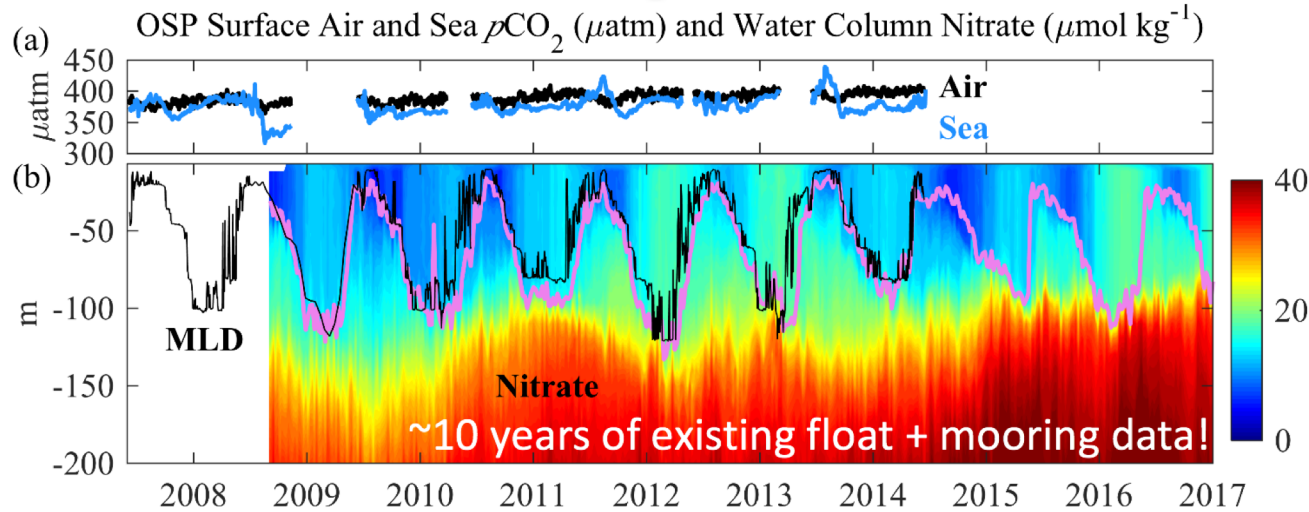 OSP Surface Air and Sea pCO₂ (μatm) and Water Column Nitrate (μmol kg⁻¹)
(a)
450
400
350
300
μatm
Air
Sea
(b)
-50
-100
-150
-200
m
MLD
Nitrate
~10 years of existing float + mooring data!
40
20
0
2008 2009 2010 2011 2012 2013 2014 2015 2016 2017